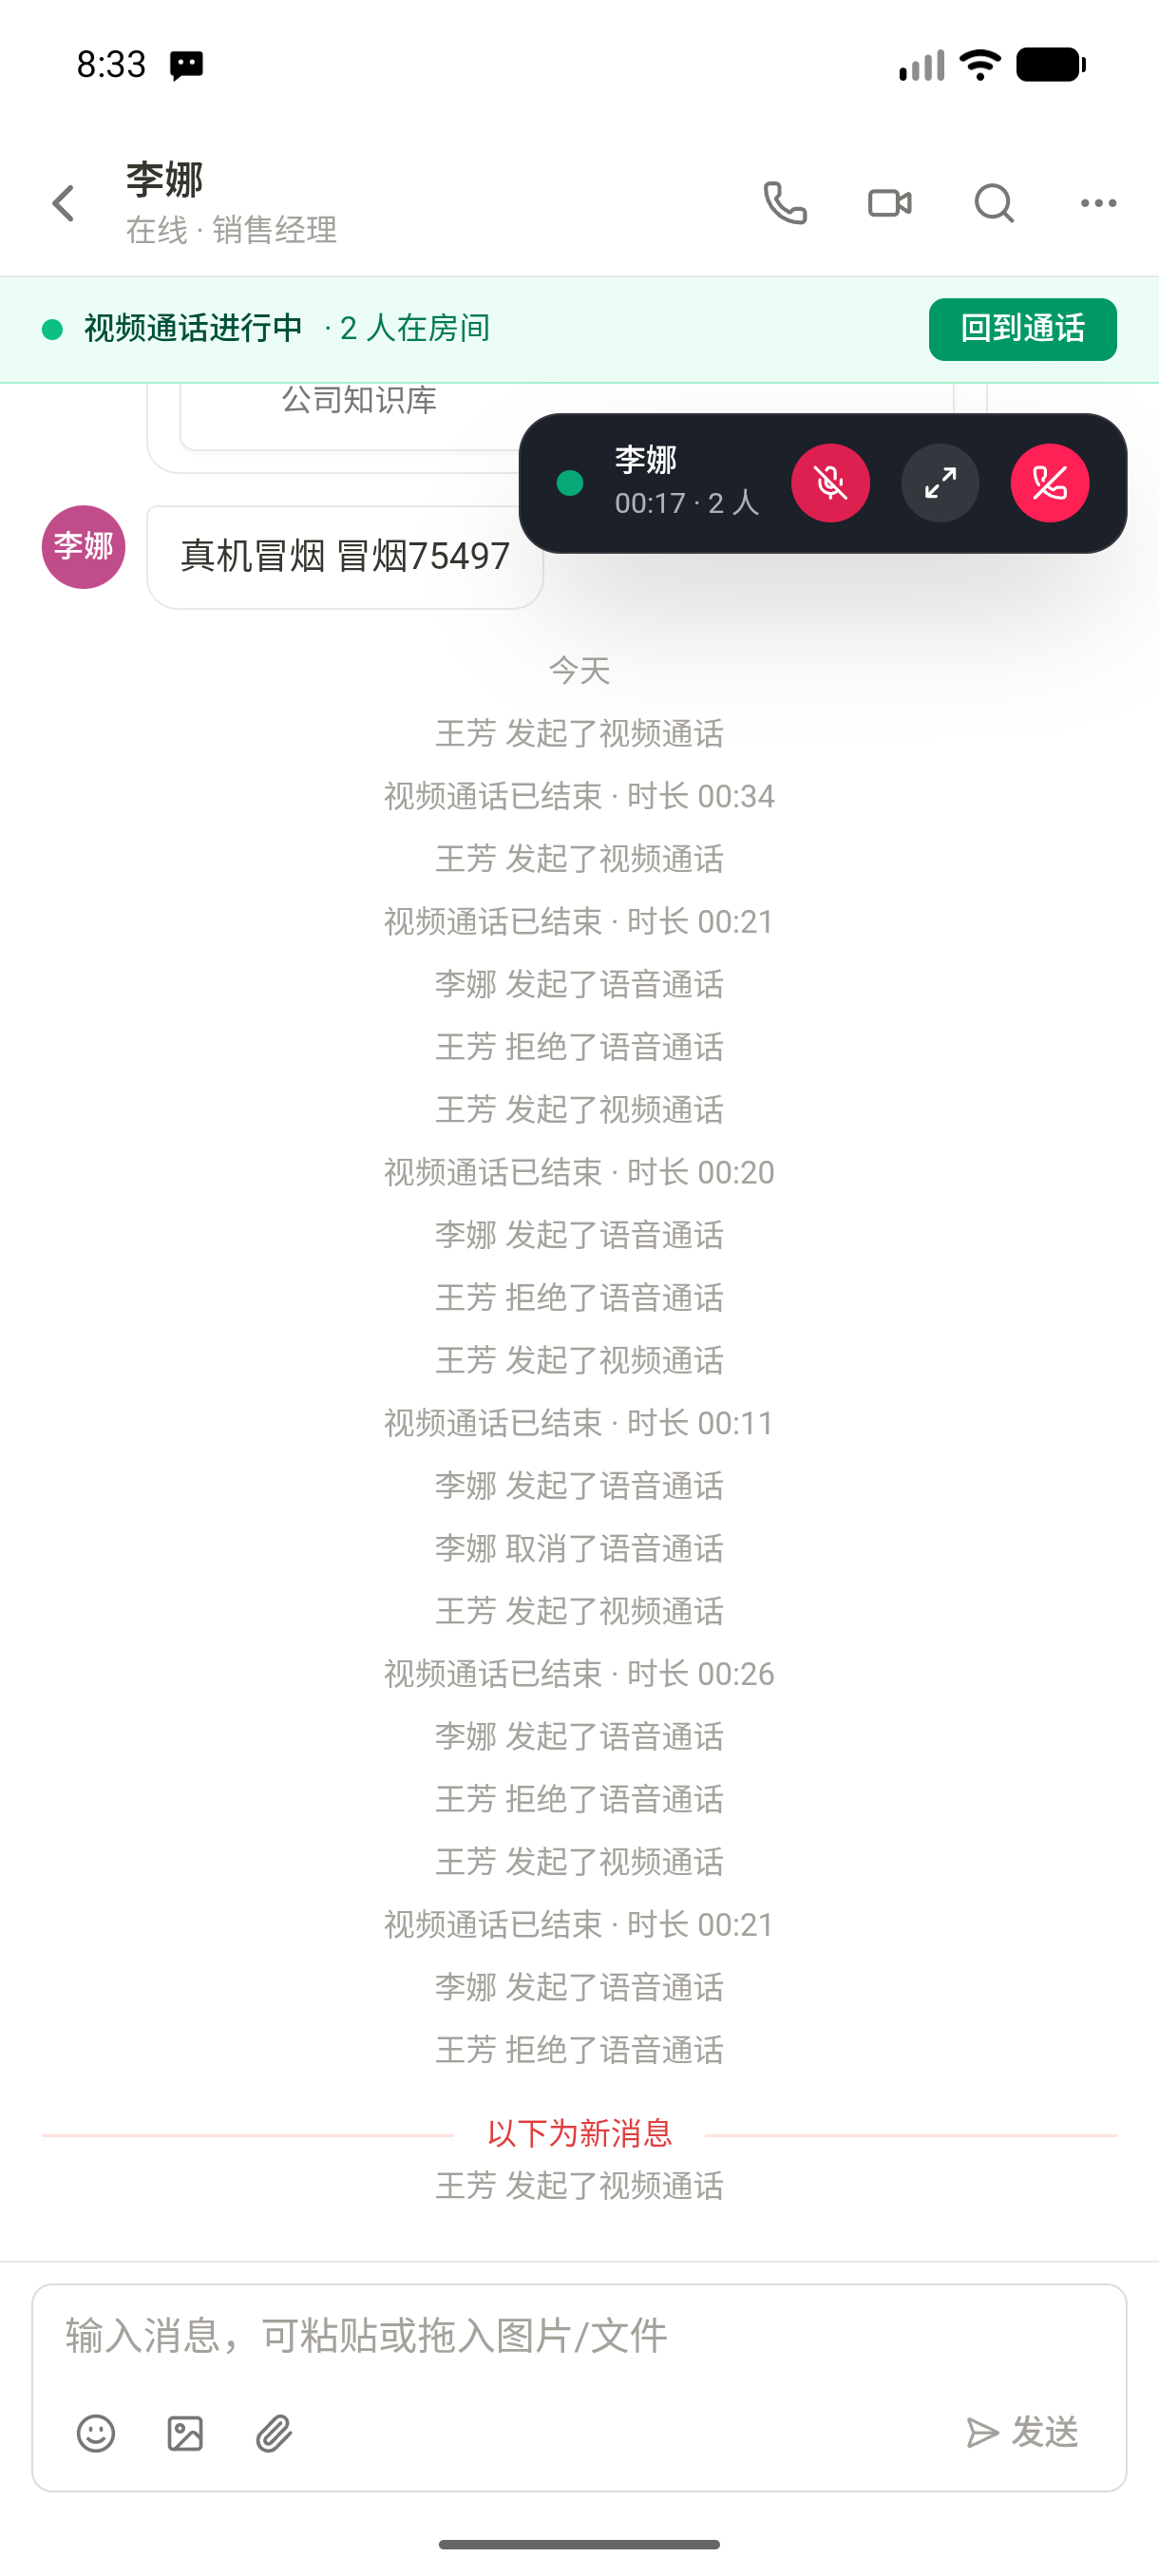 8:33
李娜
在线 · 销售经理
视频通话进行中 · 2 人在房间
回到通话
公司知识库
李娜
00:17 · 2 人
李娜
真机冒烟 冒烟75497
今天
王芳 发起了视频通话
视频通话已结束 · 时长 00:34
王芳 发起了视频通话
视频通话已结束 · 时长 00:21
李娜 发起了语音通话
王芳 拒绝了语音通话
王芳 发起了视频通话
视频通话已结束 · 时长 00:20
李娜 发起了语音通话
王芳 拒绝了语音通话
王芳 发起了视频通话
视频通话已结束 · 时长 00:11
李娜 发起了语音通话
李娜 取消了语音通话
王芳 发起了视频通话
视频通话已结束 · 时长 00:26
李娜 发起了语音通话
王芳 拒绝了语音通话
王芳 发起了视频通话
视频通话已结束 · 时长 00:21
李娜 发起了语音通话
王芳 拒绝了语音通话
以下为新消息
王芳 发起了视频通话
输入消息，可粘贴或拖入图片/文件
发送